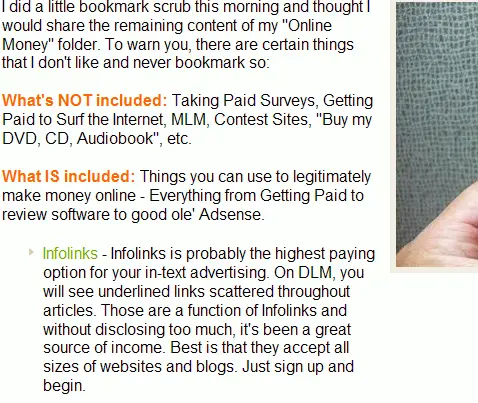 I did a little bookmark scrub this morning and thought I
would share the remaining content of my "Online
Money" folder. To warn you, there are certain things
that I don't like and never bookmark so:
What's NOT included: Taking Paid Surveys, Getting
Paid to Surf the Internet, MLM, Contest Sites, "Buy my
DVD, CD, Audiobook", etc.
What IS included: Things you can use to legitimately
make money online - Everything from Getting Paid to
review software to good ole' Adsense.
Infolinks - Infolinks is probably the highest paying
option for your in-text advertising. On DLM, you
will see underlined links scattered throughout
articles. Those are a function of Infolinks and
without disclosing too much, it's been a great
source of income. Best is that they accept all
sizes of websites and blogs. Just sign up and
begin.